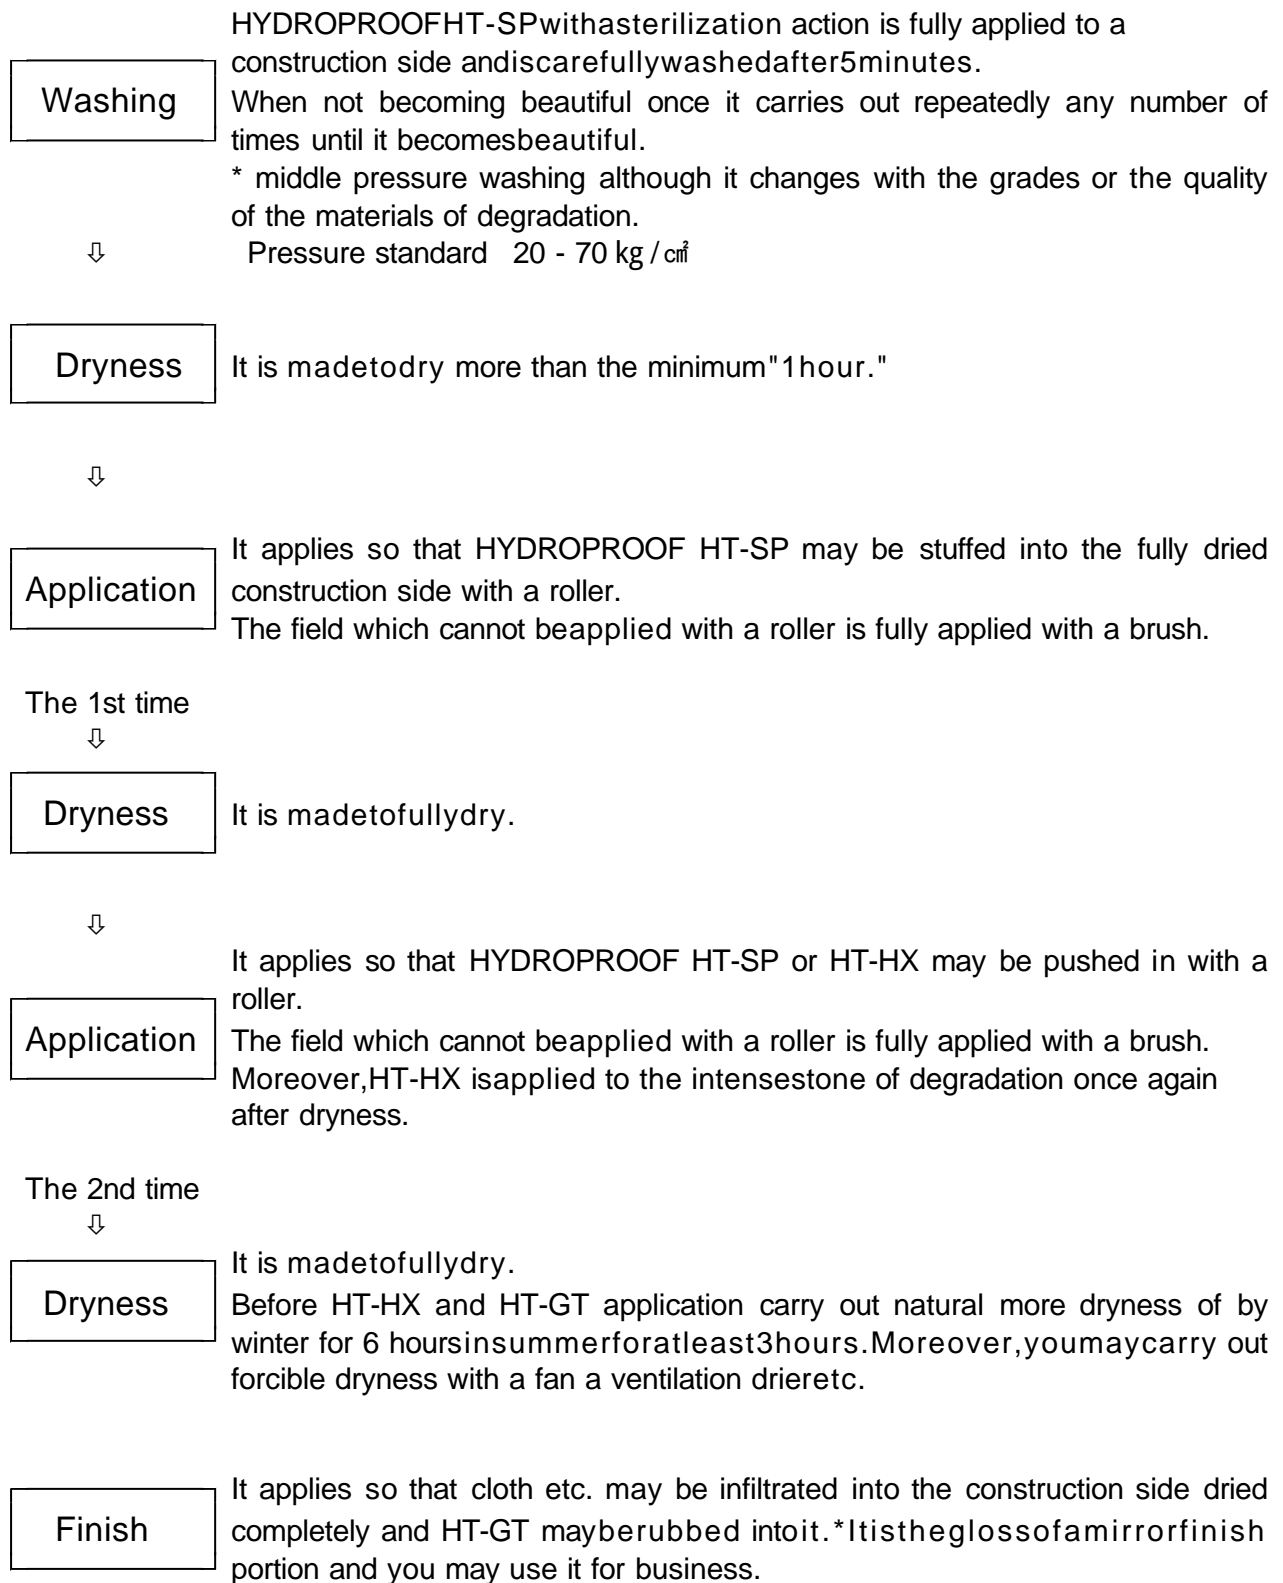 HYDROPROOFHT-SPwithasterilization action is fully applied to a
construction side andiscarefullywashedafter5minutes.
Washing
When not becoming beautiful once it carries out repeatedly any number of
times until it becomesbeautiful.
* middle pressure washing although it changes with the grades or the quality
of the materials of degradation.
⇩ Pressure standard 20 - 70 kg / c㎡
Dryness
It is madetodry more than the minimum"1hour."
⇩
It applies so that HYDROPROOF HT-SP may be stuffed into the fully dried
Application
construction side with a roller.
The field which cannot beapplied with a roller is fully applied with a brush.
The 1st time
⇩
Dryness
It is madetofullydry.
⇩
It applies so that HYDROPROOF HT-SP or HT-HX may be pushed in with a
roller.
Application
The field which cannot beapplied with a roller is fully applied with a brush.
Moreover,HT-HX isapplied to the intensestone of degradation once again
after dryness.
The 2nd time
⇩
It is madetofullydry.
Dryness
Before HT-HX and HT-GT application carry out natural more dryness of by
winter for 6 hoursinsummerforatleast3hours.Moreover,youmaycarry out
forcible dryness with a fan a ventilation drieretc.
It applies so that cloth etc. may be infiltrated into the construction side dried
Finish
completely and HT-GT mayberubbed intoit.*Itistheglossofamirrorfinish
portion and you may use it for business.